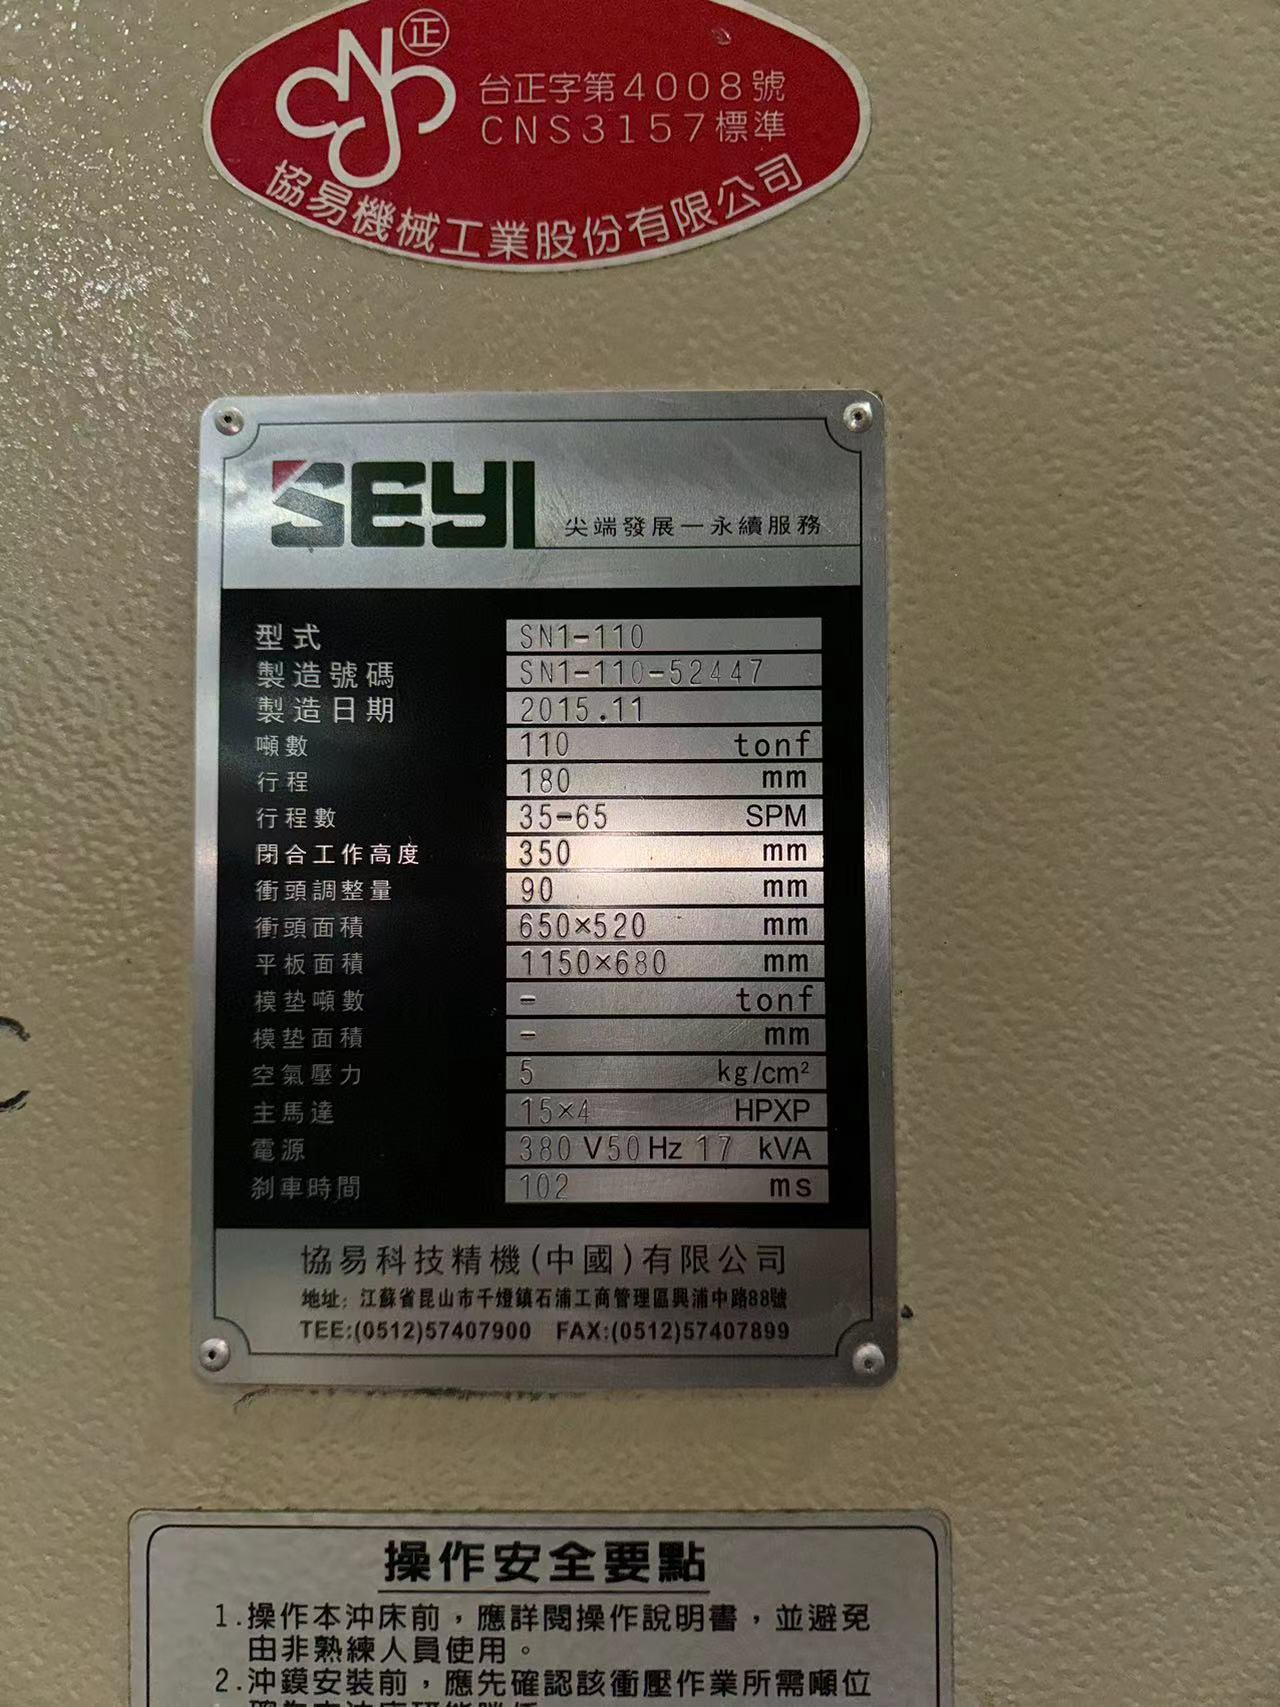 正
台正字第4008號
CNS3157標準
協易機械工業股份有限公司
SEYI 尖端發展一永續服務
型式 SN1-110
製造號碼 SN1-110-52447
製造日期 2015.11
噸數 110 tonf
行程 180 mm
行程數 35-65 SPM
閉合工作高度 350 mm
衝頭調整量 90 mm
衝頭面積 650×520 mm
平板面積 1150×680 mm
模墊噸數 - tonf
模墊面積 - mm
空氣壓力 5 kg/cm²
主馬達 15×4 HPXP
電源 380 V 50 Hz 17 kVA
剎車時間 102 ms
協易科技精機(中國)有限公司
地址：江蘇省昆山市千燈鎮石浦工商管理區興浦中路88號
TEE:(0512)57407900 FAX:(0512)57407899
操作安全要點
1.操作本沖床前，應詳閱操作說明書，並避免
由非熟練人員使用。
2.沖鏌安裝前，應先確認該衝壓作業所需噸位